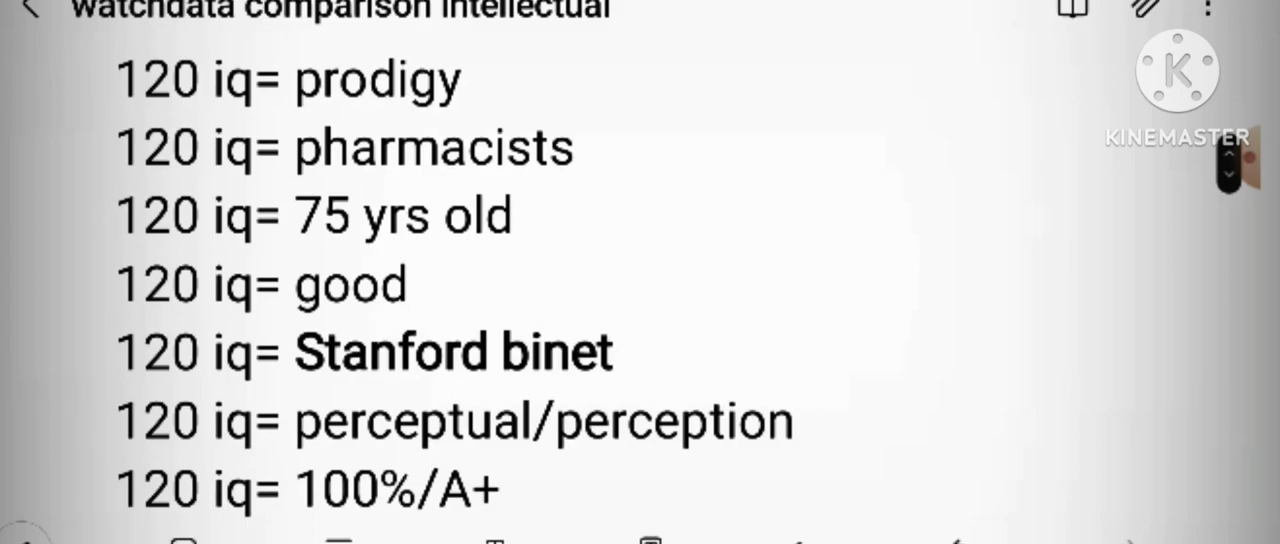 watchdata comparison intellectual
120 iq= prodigy
KINEMASTER
120 iq= pharmacists
120 iq= 75 yrs old
120 iq= good
120 iq= Stanford binet
120 iq= perceptual/perception
120 iq= 100%/A+